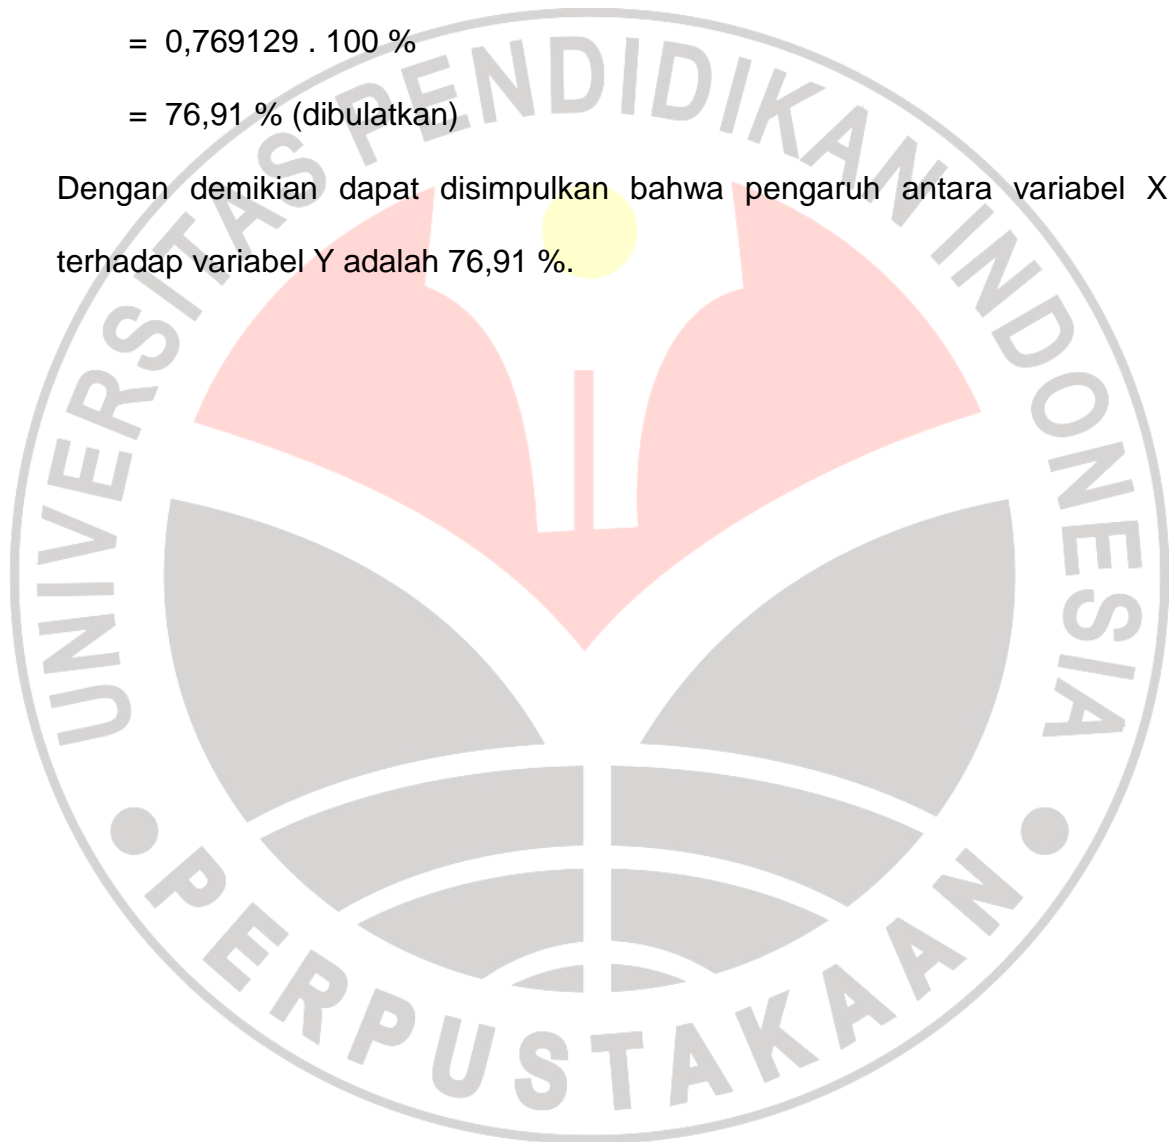 = 0,769129 . 100 %
= 76,91 % (dibulatkan)
Dengan demikian dapat disimpulkan bahwa pengaruh antara variabel X
terhadap variabel Y adalah 76,91 %.
UNIVERSITAS PENDIDIKAN INDONESIA
PERPUSTAKAAN